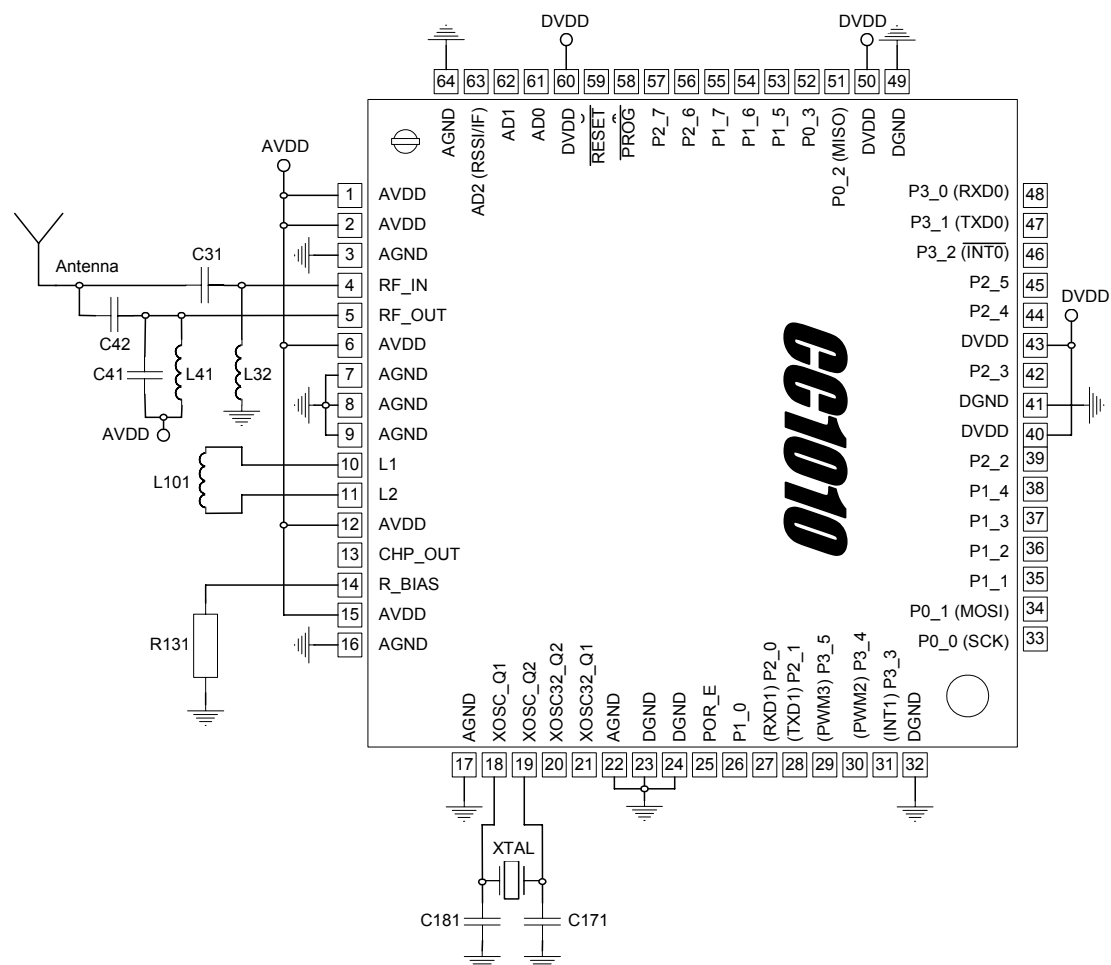 DVDD
DVDD
64 63 62 61 60 59 58 57 56 55 54 53 52 51 50 49
AGND
AD2 (RSSI/IF)
AD1
AD0
DVDD
RESET
PROG
P2_7
P2_6
P1_7
P1_6
P1_5
P0_3
P0_2 (MISO)
DVDD
DGND
AVDD
1 AVDD
2 AVDD
3 AGND
4 RF_IN
5 RF_OUT
6 AVDD
7 AGND
8 AGND
9 AGND
10 L1
11 L2
12 AVDD
13 CHP_OUT
14 R_BIAS
15 AVDD
16 AGND
Antenna
C31
C42
C41
L41
L32
AVDD
L101
R131
CC1010
P3_0 (RXD0) 48
P3_1 (TXD0) 47
P3_2 (INT0) 46
P2_5 45
P2_4 44
DVDD
DVDD 43
P2_3 42
DGND 41
DVDD 40
P2_2 39
P1_4 38
P1_3 37
P1_2 36
P1_1 35
P0_1 (MOSI) 34
P0_0 (SCK) 33
AGND
XOSC_Q1
XOSC_Q2
XOSC32_Q2
XOSC32_Q1
AGND
DGND
DGND
POR_E
P1_0
(RXD1) P2_0
(TXD1) P2_1
(PWM3) P3_5
(PWM2) P3_4
(INT1) P3_3
DGND
17 18 19 20 21 22 23 24 25 26 27 28 29 30 31 32
XTAL
C181
C171